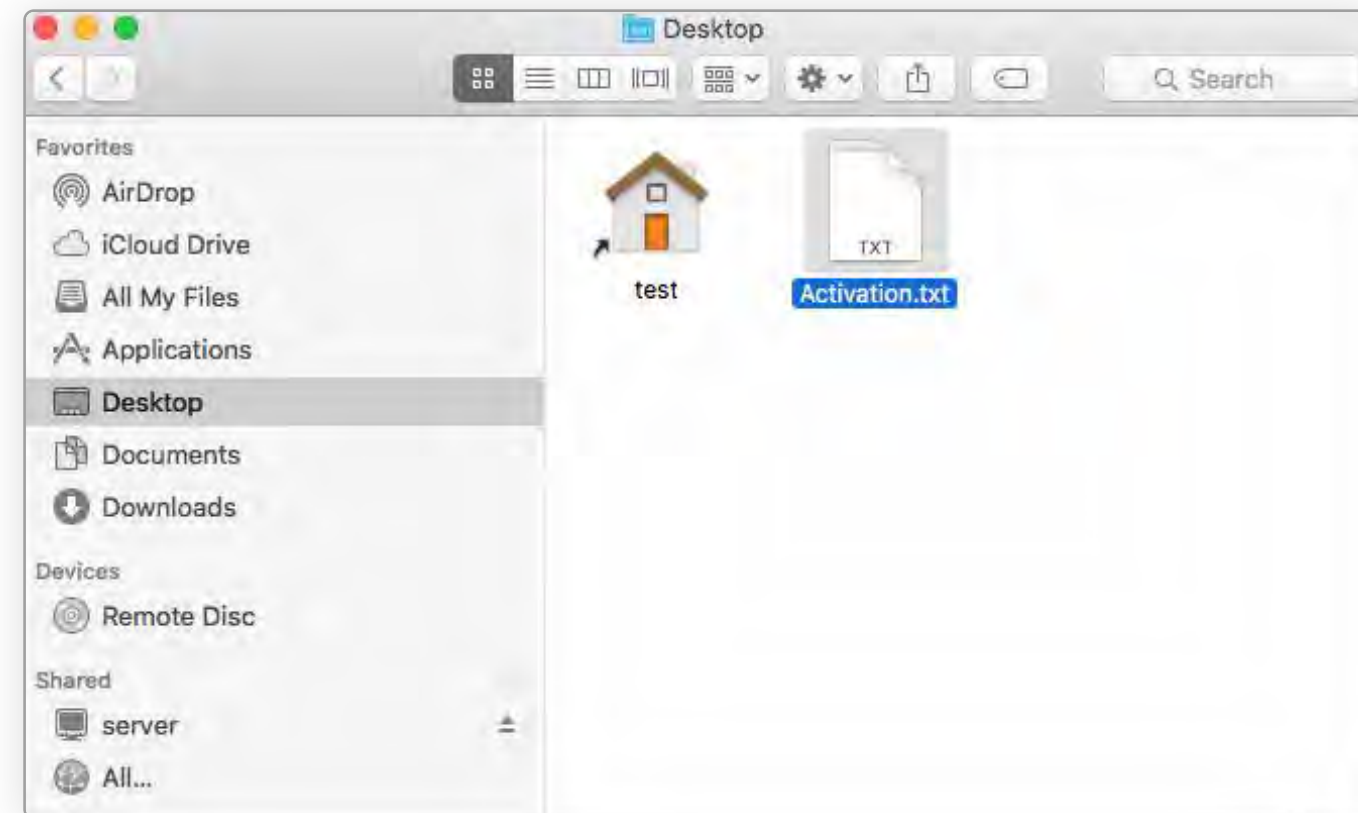 Desktop
Search
Favorites
AirDrop
iCloud Drive
All My Files
Applications
Desktop
Documents
Downloads
Devices
Remote Disc
Shared
server
All...
TXT
test
Activation.txt